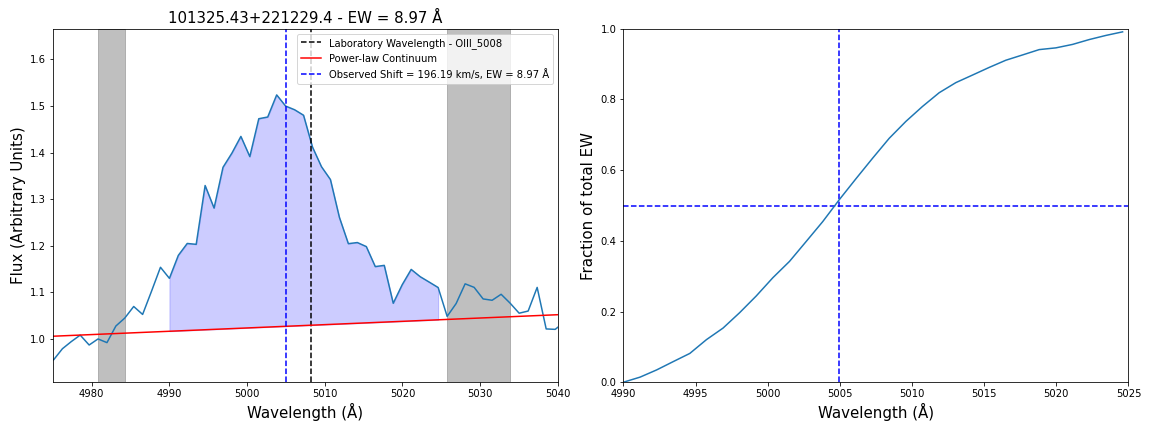 101325.43+221229.4 - EW = 8.97 Å
Laboratory Wavelength - OIII_5008
Power-law Continuum
Observed Shift = 196.19 km/s, EW = 8.97 Å
Flux (Arbitrary Units)
1.6
1.5
1.4
1.3
1.2
1.1
1.0
4980 4990 5000 5010 5020 5030 5040
Wavelength (Å)
Fraction of total EW
1.0
0.8
0.6
0.4
0.2
0.0
4990 4995 5000 5005 5010 5015 5020 5025
Wavelength (Å)